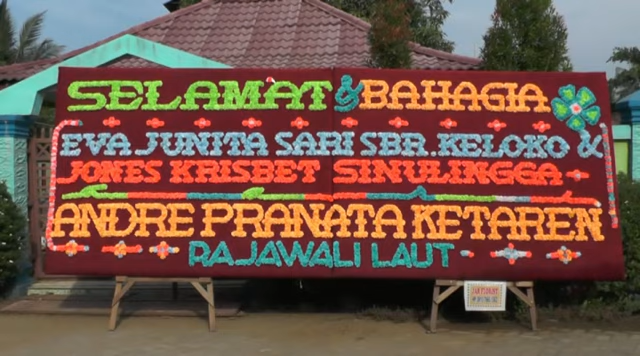 SELAMAT & BAHAGIA
EVA JUNITA SARI SBR. KELOKO &
JONES KRISBET SINULINGGA
ANDRE PRANATA KETAREN
RAJAWALI LAUT